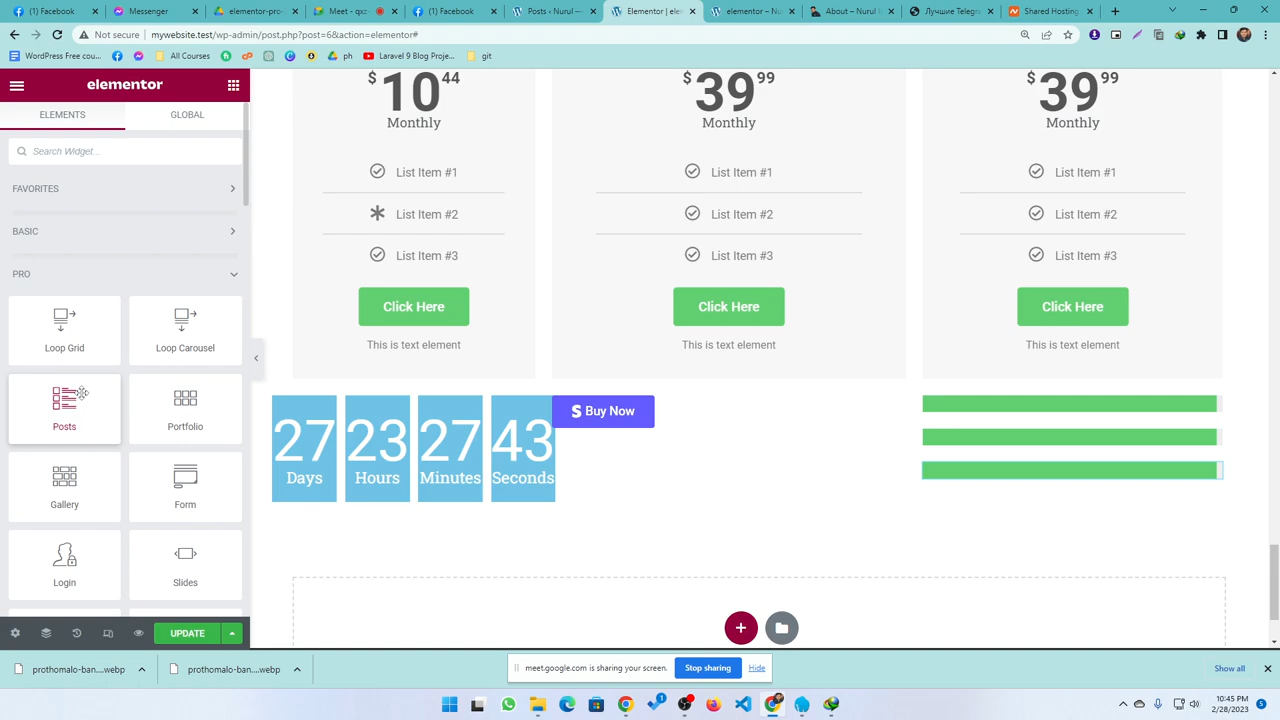 (10) Facebook
Messenger
Meet - qxc
(2) Facebook
Posts ‹ Nurul
Elementor | el
Elementor - n
About – Nurul I
Лучшие Telegra
Shared Hosting
Not secure | mywebsite.test/wp-admin/post.php?post=6&action=elementor#
WordPress Free cou...
All Courses
Laravel 9 Blog Proje...
git
elementor
ELEMENTS
GLOBAL
Search Widget...
FAVORITES
BASIC
PRO
Loop Grid
Loop Carousel
Posts
Portfolio
Gallery
Form
Login
Slides
UPDATE
$ 10 44
Monthly
List Item #1
List Item #2
List Item #3
Click Here
This is text element
$ 39 99
Monthly
List Item #1
List Item #2
List Item #3
Click Here
This is text element
$ 39 99
Monthly
List Item #1
List Item #2
List Item #3
Click Here
This is text element
27 23 27 43
Days Hours Minutes Seconds
Buy Now
prothomalo-ban....webp
prothomalo-ban....webp
meet.google.com is sharing your screen.
Stop sharing
Hide
Show all
1
10:45 PM
2/28/2023